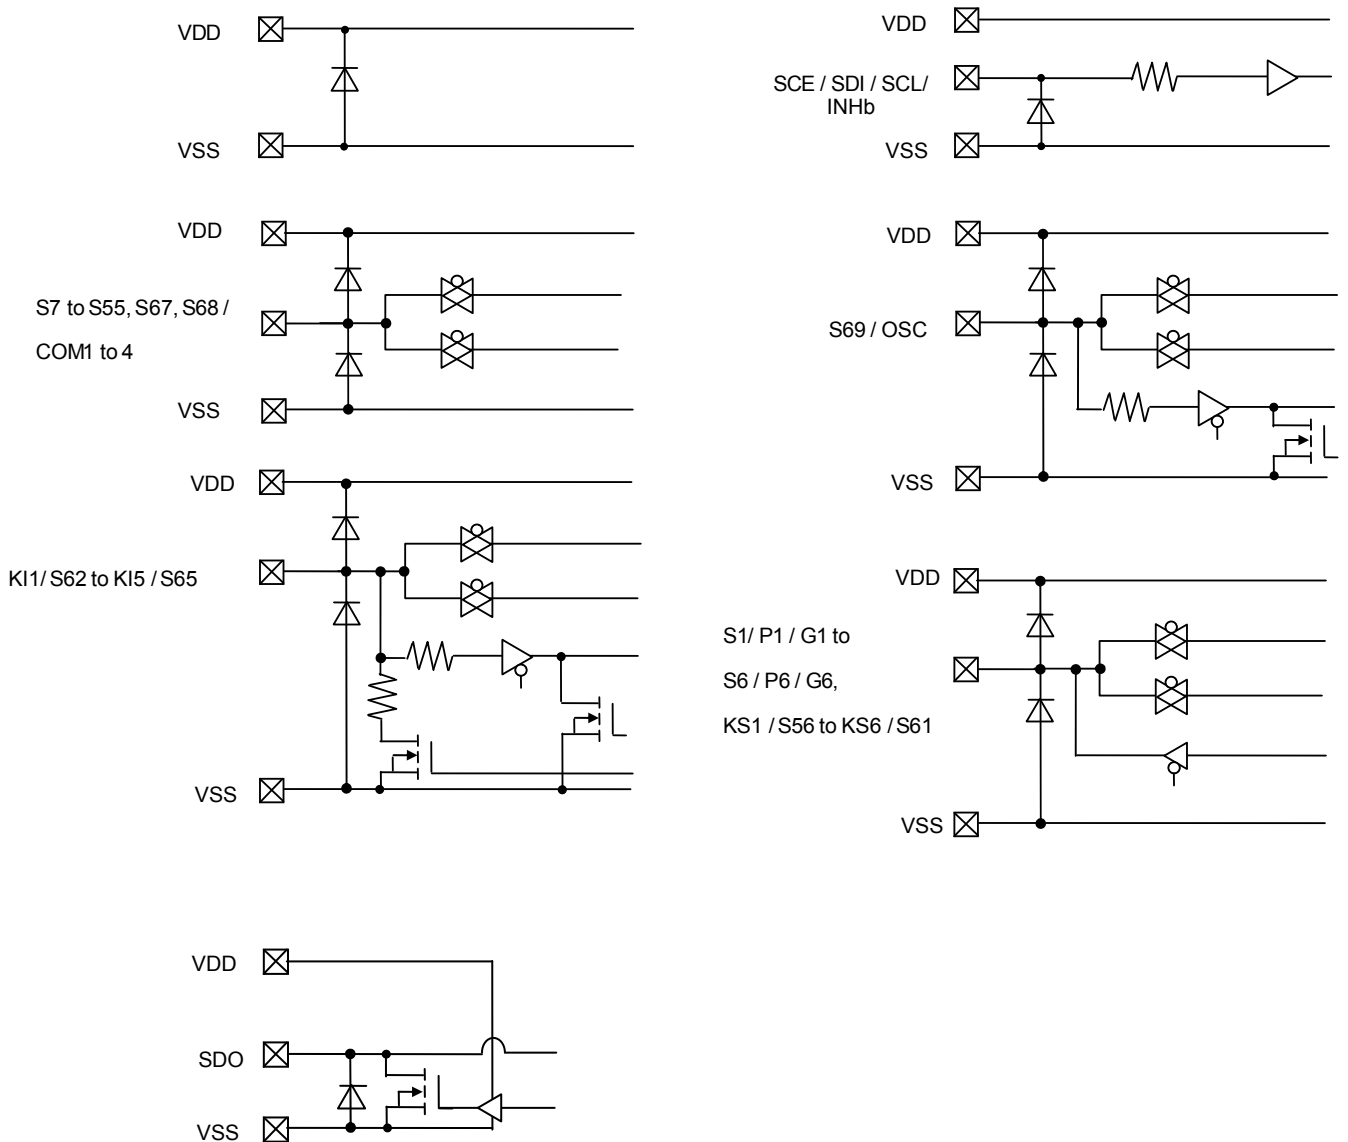 VDD
VSS
VDD
SCE / SDI / SCL/
INHb
VSS
VDD
S7 to S55, S67, S68 /
COM1 to 4
VSS
VDD
S69 / OSC
VSS
VDD
KI1/ S62 to KI5 / S65
VSS
VDD
S1/ P1 / G1 to
S6 / P6 / G6,
KS1 / S56 to KS6 / S61
VSS
VDD
SDO
VSS